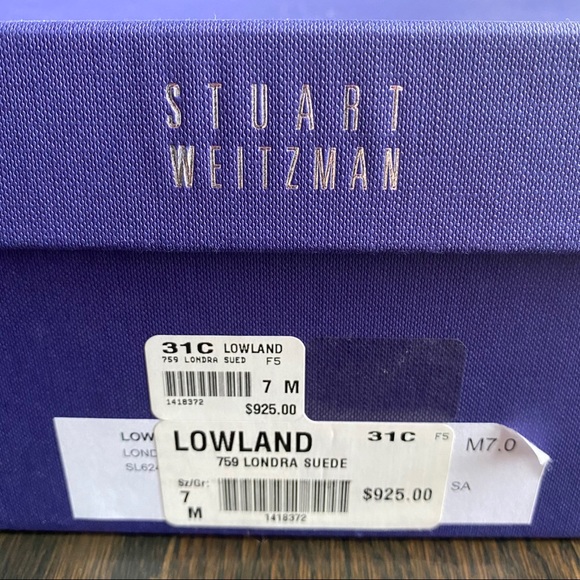 STUART
WEITZMAN
31C LOWLAND
759 LONDRA SUED F5
7 M
1418372
$925.00
LOWLAND 31C F5
759 LONDRA SUEDE
Sz/Gr:
7
M
$925.00
1418372
LOW
LOND
SL624
M7.0
SA